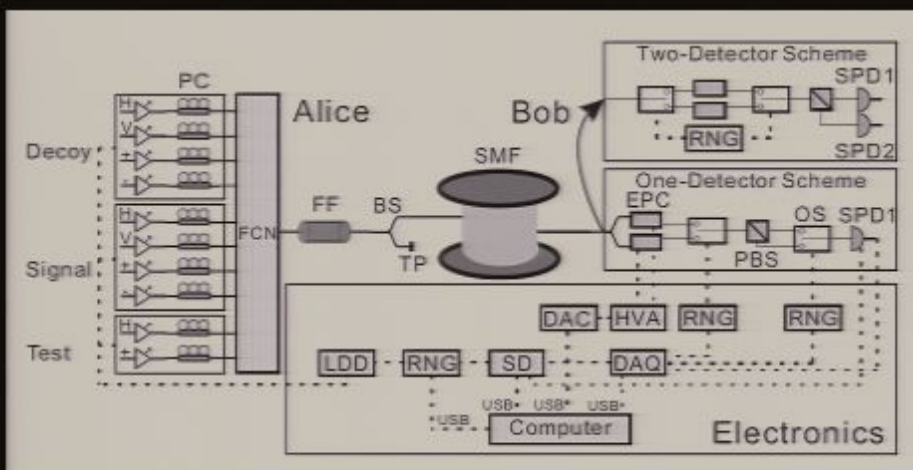 Two-Detector Scheme
SPD1
RNG
SPD2
Bob
PC
Alice
H
V
+
-
Decoy
H
V
+
-
Signal
H
+
Test
FCN
FF
BS
TP
SMF
One-Detector Scheme
EPC
OS
SPD1
PBS
DAC
HVA
RNG
RNG
LDD
RNG
SD
DAQ
USB
USB
USB
USB
Computer
Electronics